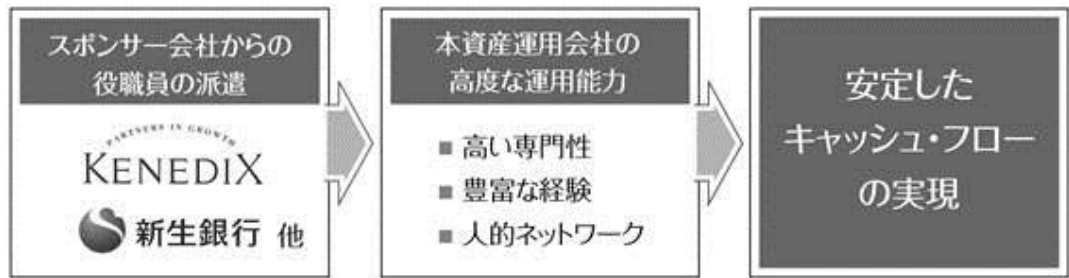 スポンサー会社からの
役職員の派遣
PARTNERS IN GROWTH
KENEDIX
新生銀行 他
本資産運用会社の
高度な運用能力
■ 高い専門性
■ 豊富な経験
■ 人的ネットワーク
安定した
キャッシュ・フロー
の実現